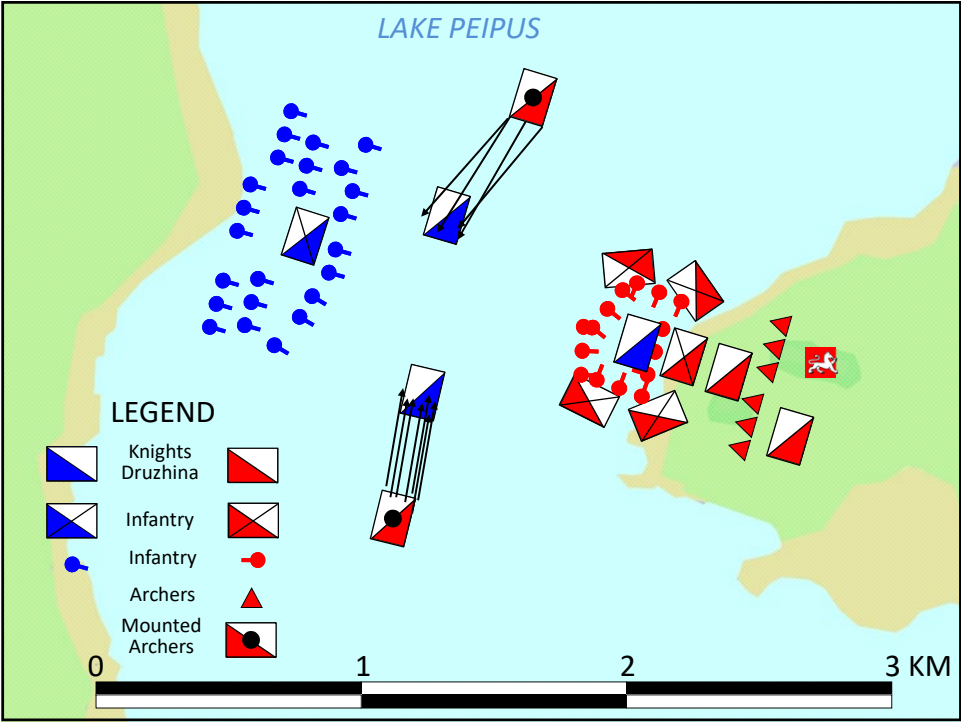 LAKE PEIPUS
LEGEND
Knights
Druzhina
Infantry
Infantry
Archers
Mounted
Archers
0 1 2 3 KM